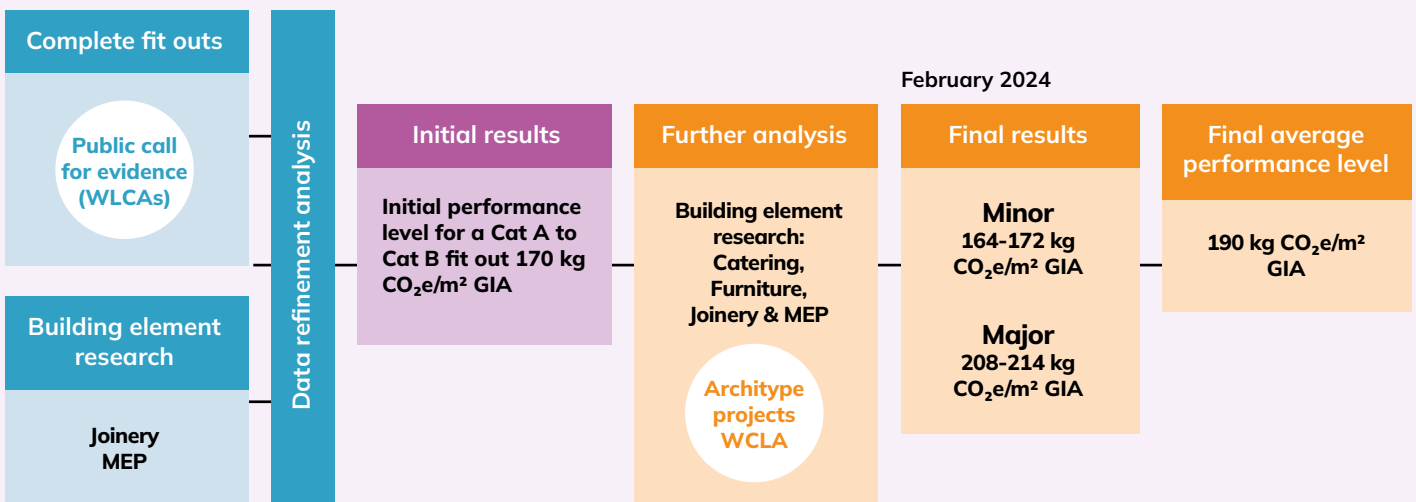 Complete fit outs
Public call
for evidence
(WLCAs)
Building element
research
Joinery
MEP
Data refinement analysis
Initial results
Initial performance
level for a Cat A to
Cat B fit out 170 kg
CO₂e/m² GIA
Further analysis
Building element
research:
Catering,
Furniture,
Joinery & MEP
Architype
projects
WCLA
February 2024
Final results
Minor
164-172 kg
CO₂e/m² GIA
Major
208-214 kg
CO₂e/m² GIA
Final average
performance level
190 kg CO₂e/m²
GIA